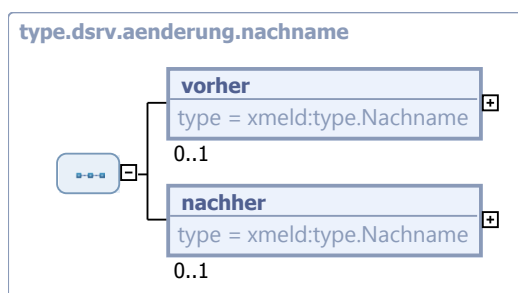 type.dsrv.aenderung.nachname
vorher
type = xmeld:type.Nachname
0..1
nachher
type = xmeld:type.Nachname
0..1